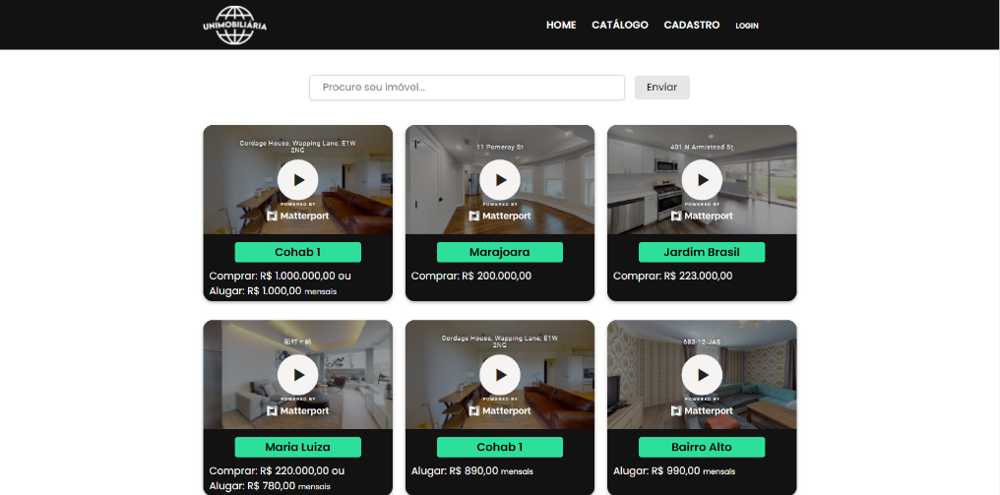 UNIMOBILIÁRIA
HOME CATÁLOGO CADASTRO LOGIN
Procure seu imóvel... Enviar
Cordage House, Wapping Lane, E1W
2NG
POWERED BY
Matterport
Cohab 1
Comprar: R$ 1.000.000,00 ou
Alugar: R$ 1.000,00 mensais
11 Pomeroy St
POWERED BY
Matterport
Marajoara
Comprar: R$ 200.000,00
401 N Armistead St
POWERED BY
Matterport
Jardim Brasil
Comprar: R$ 223.000,00
POWERED BY
Matterport
Maria Luiza
Comprar: R$ 220.000,00 ou
Alugar: R$ 780,00 mensais
Cordage House, Wapping Lane, E1W
2NG
POWERED BY
Matterport
Cohab 1
Alugar: R$ 890,00 mensais
683-12-JAS
POWERED BY
Matterport
Bairro Alto
Alugar: R$ 990,00 mensais